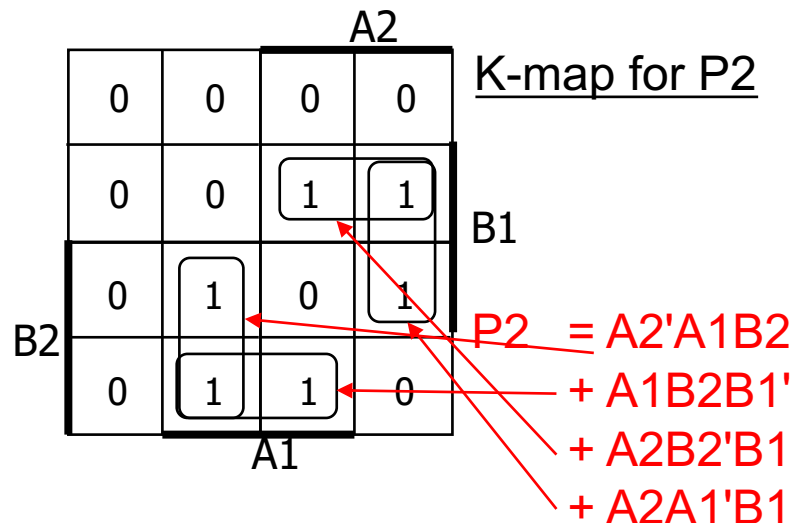 A2
K-map for P2
0 0 0 0
0 0 1 1
B1
0 1 0 1
B2
0 1 1 0
A1
P2 = A2'A1B2
+ A1B2B1'
+ A2B2'B1
+ A2A1'B1